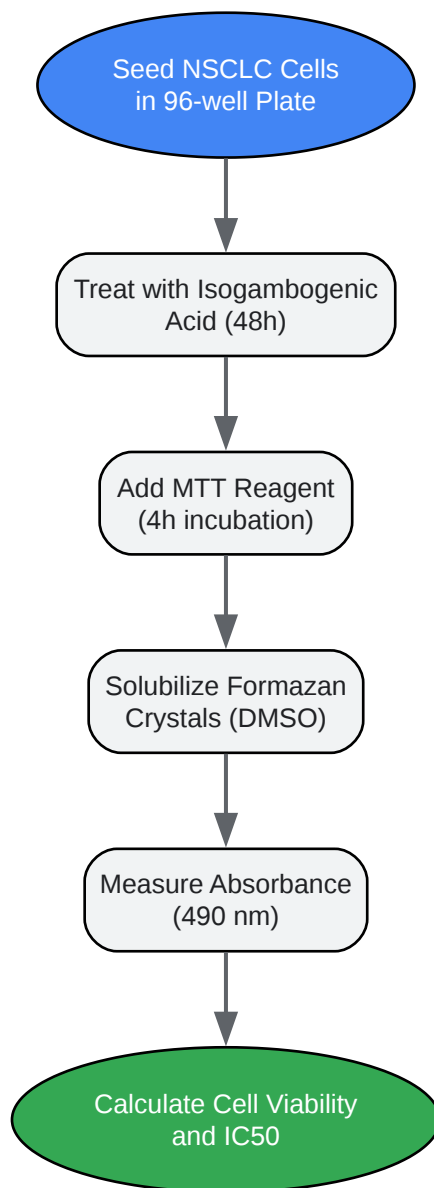 Seed NSCLC Cells
in 96-well Plate
Treat with Isogambogenic
Acid (48h)
Add MTT Reagent
(4h incubation)
Solubilize Formazan
Crystals (DMSO)
Measure Absorbance
(490 nm)
Calculate Cell Viability
and IC50